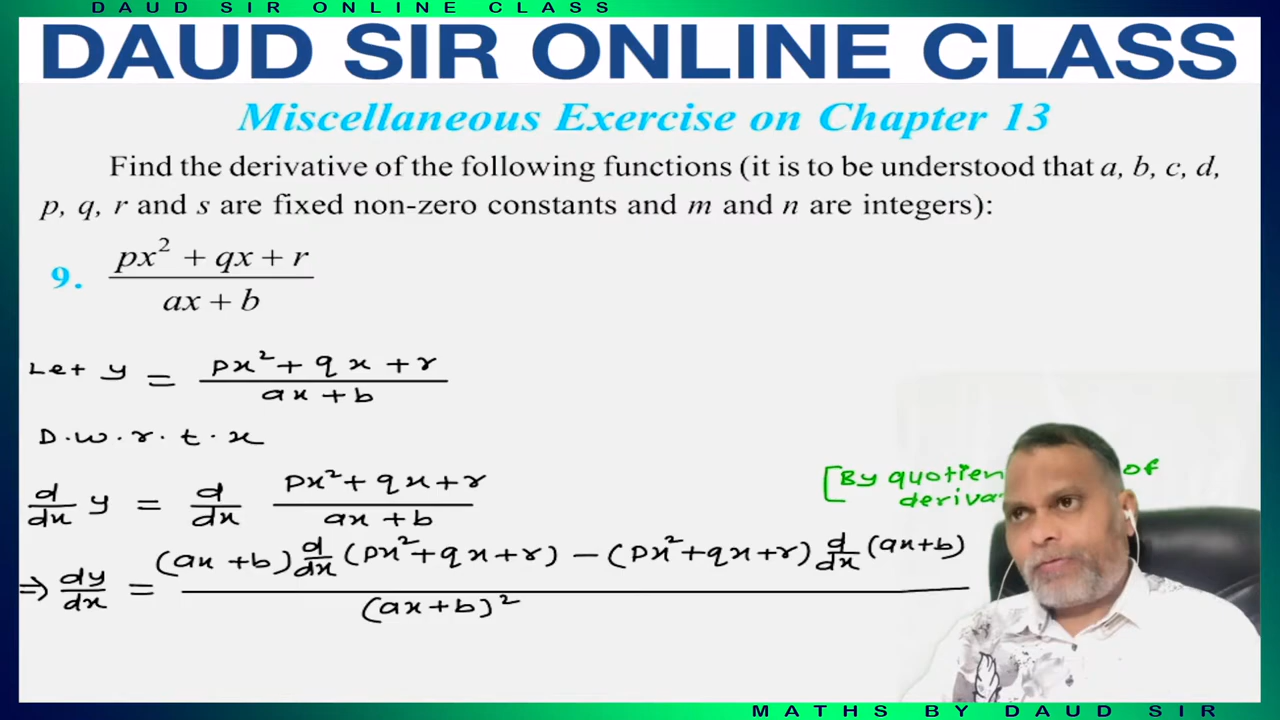 DAUD SIR ONLINE CLASS
DAUD SIR ONLINE CLASS
Miscellaneous Exercise on Chapter 13
Find the derivative of the following functions (it is to be understood that a, b, c, d,
p, q, r and s are fixed non-zero constants and m and n are integers):
9. (px² + qx + r)/(ax + b)
Let y = (px² + qx + r)/(ax + b)
D.w.r.t.x
d/dx y = d/dx (px² + qx + r)/(ax + b)
[By of
⇒ dy/dx = ((ax + b) d/dx (px² + qx + r) − (px² + qx + r) d/dx (ax + b))/(ax + b)²
MATHS BY DAUD SIR